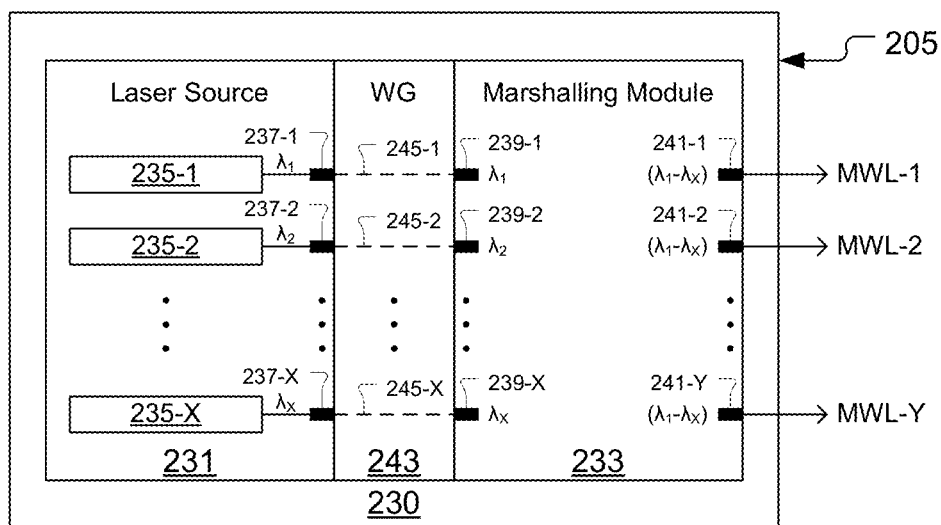 205
Laser Source WG Marshalling Module
237-1 245-1 239-1 241-1
235-1 λ1 λ1 (λ1-λX) MWL-1
237-2 245-2 239-2 241-2
235-2 λ2 λ2 (λ1-λX) MWL-2
237-X 245-X 239-X 241-Y
235-X λX λX (λ1-λX) MWL-Y
231 243 233
230